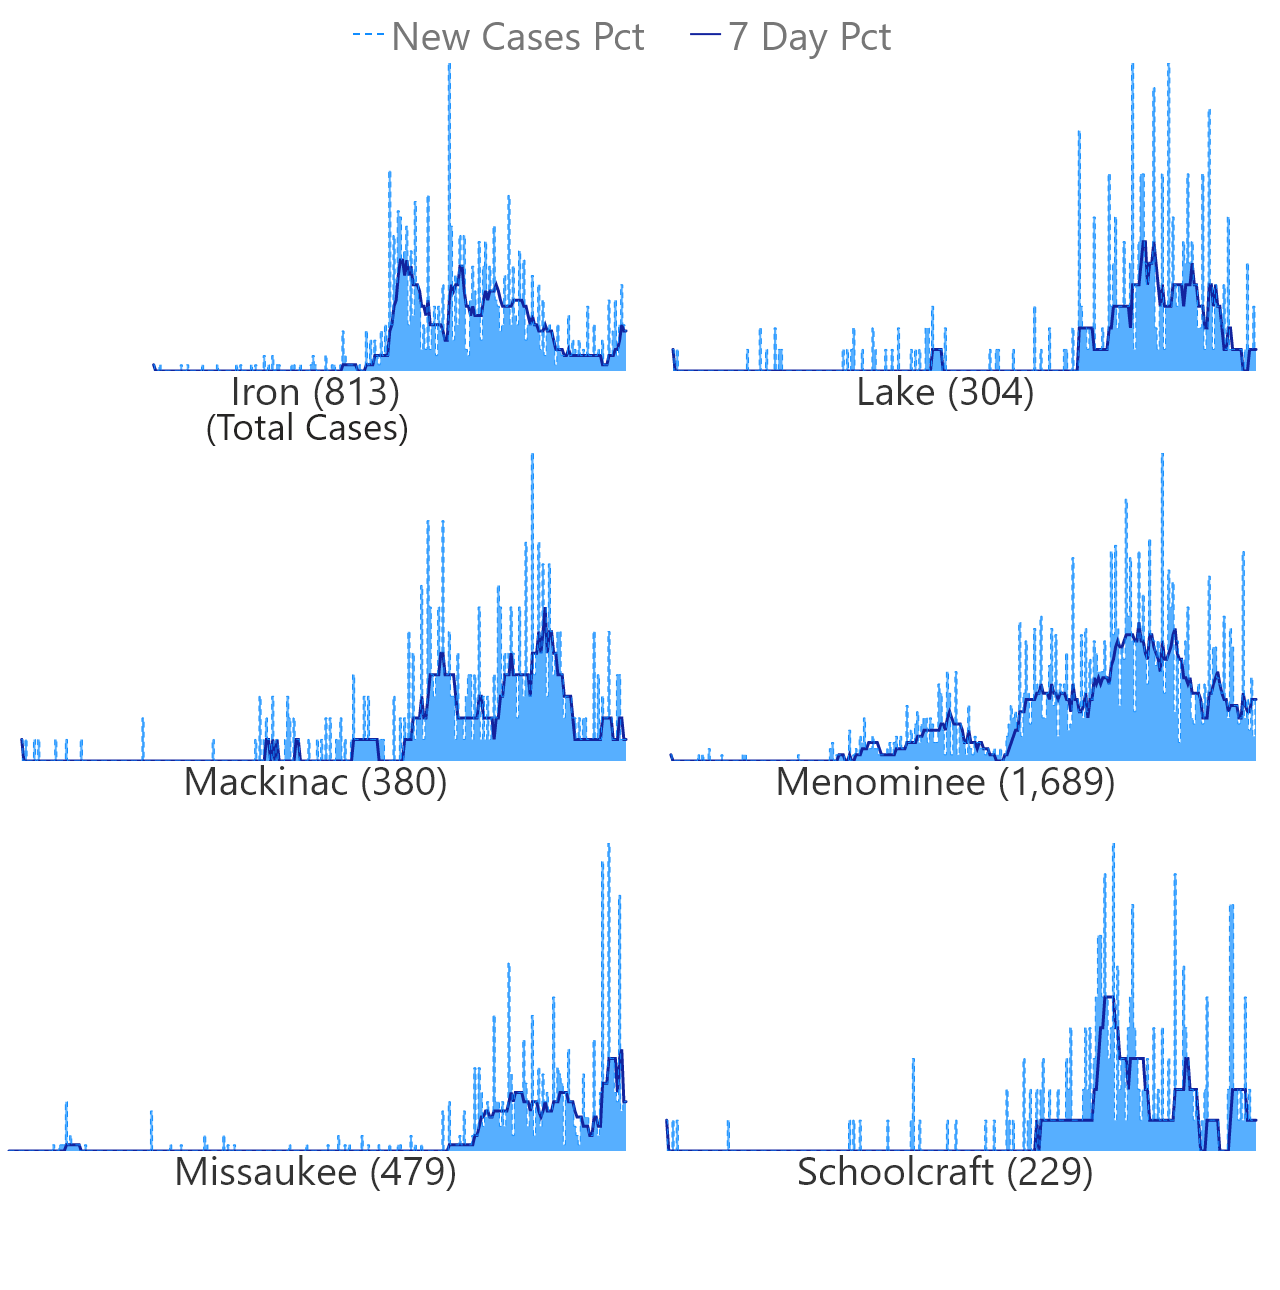 New Cases Pct 7 Day Pct
Iron (813)
(Total Cases)
Lake (304)
Mackinac (380)
Menominee (1,689)
Missaukee (479)
Schoolcraft (229)